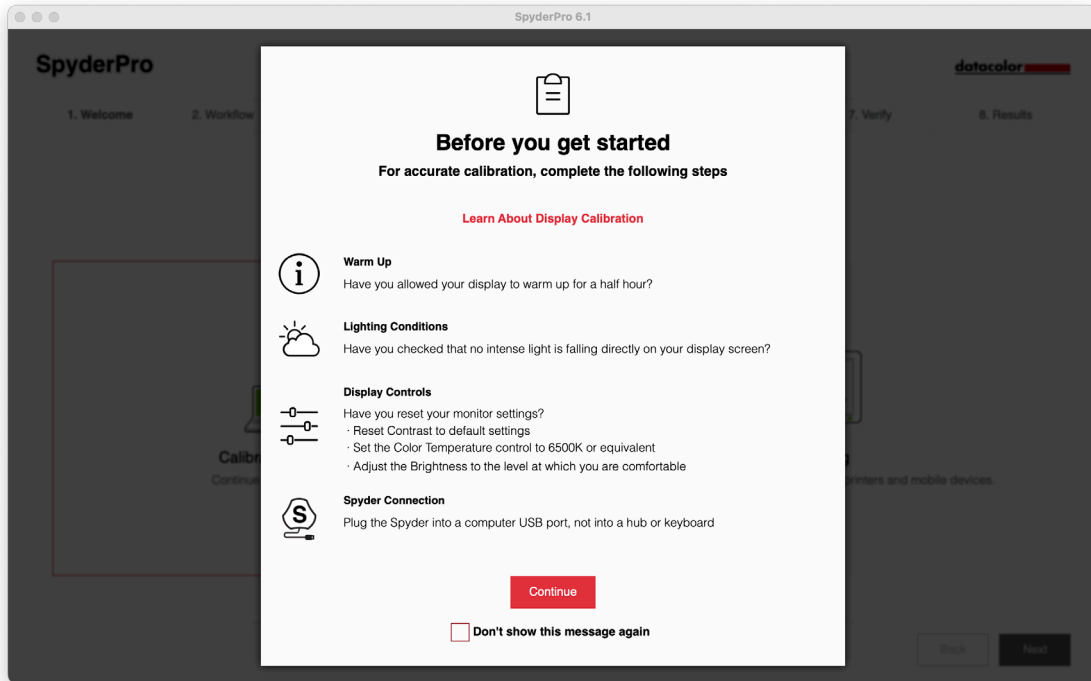 SpyderPro 6.1
SpyderPro
datacolor
1. Welcome
2. Workflow
7. Verify
8. Results
Before you get started
For accurate calibration, complete the following steps
Learn About Display Calibration
i
Warm Up
Have you allowed your display to warm up for a half hour?
Lighting Conditions
Have you checked that no intense light is falling directly on your display screen?
Display Controls
Have you reset your monitor settings?
· Reset Contrast to default settings
· Set the Color Temperature control to 6500K or equivalent
· Adjust the Brightness to the level at which you are comfortable
S
Spyder Connection
Plug the Spyder into a computer USB port, not into a hub or keyboard
Continue
and mobile devices.
Continue
Don't show this message again
Back
Next